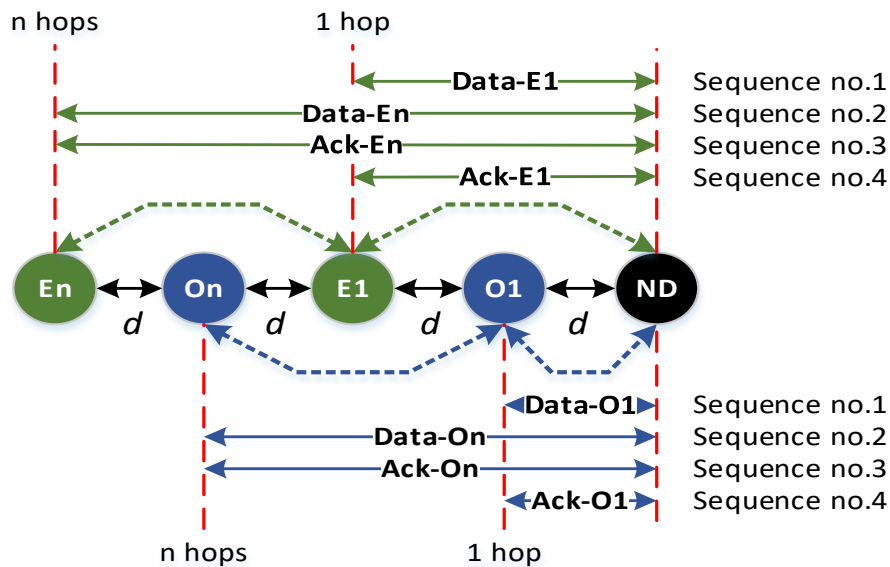 n hops 1 hop
Data-E1 Sequence no.1
Data-En Sequence no.2
Ack-En Sequence no.3
Ack-E1 Sequence no.4
En On E1 O1 ND
d d d d
Data-O1 Sequence no.1
Data-On Sequence no.2
Ack-On Sequence no.3
Ack-O1 Sequence no.4
n hops 1 hop